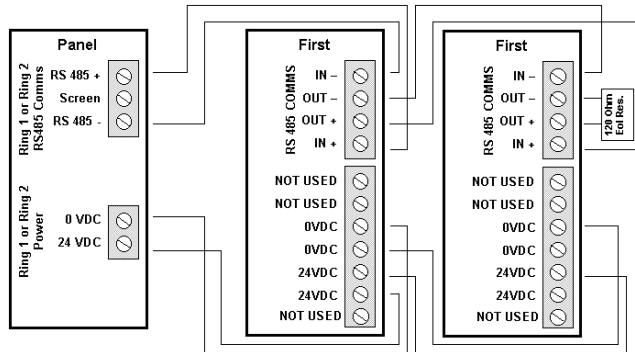 Panel
Ring 1 or Ring 2
RS485 Comms
RS 485 +
Screen
RS 485 -
Ring 1 or Ring 2
Power
0 VDC
24 VDC
First
RS 485 COMMS
IN –
OUT –
OUT +
IN +
NOT USED
NOT USED
0VDC
0VDC
24VDC
24VDC
NOT USED
First
RS 485 COMMS
IN –
OUT –
OUT +
IN +
NOT USED
NOT USED
0VDC
0VDC
24VDC
24VDC
NOT USED
120 Ohm
Eol Res.